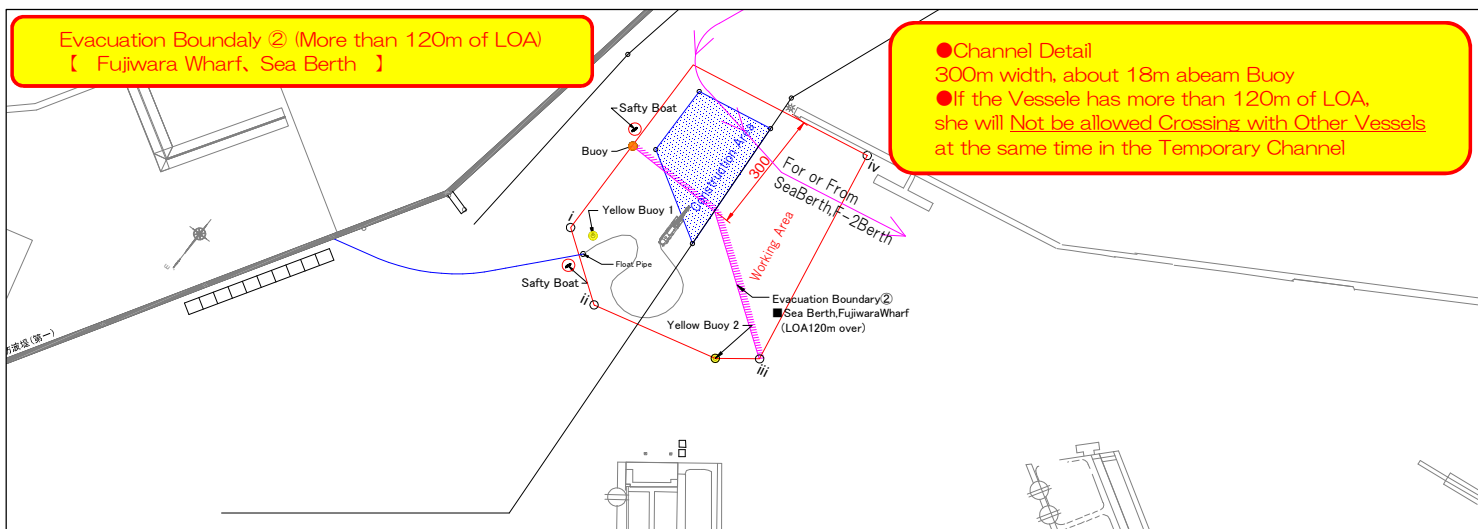 Evacuation Boundaly ② (More than 120m of LOA)
【 Fujiwara Wharf、Sea Berth 】
●Channel Detail
300m width, about 18m abeam Buoy
●If the Vessele has more than 120m of LOA,
she will Not be allowed Crossing with Other Vessels
at the same time in the Temporary Channel
Safty Boat
Buoy
Construction Area
300
For or From
SeaBerth,F-2Berth
iv
i
Yellow Buoy 1
Float Pipe
Safty Boat
ii
Working Area
Evacuation Boundary②
■Sea Berth,FujiwaraWharf
(LOA120m over)
Yellow Buoy 2
iii
E
防波堤(第一)